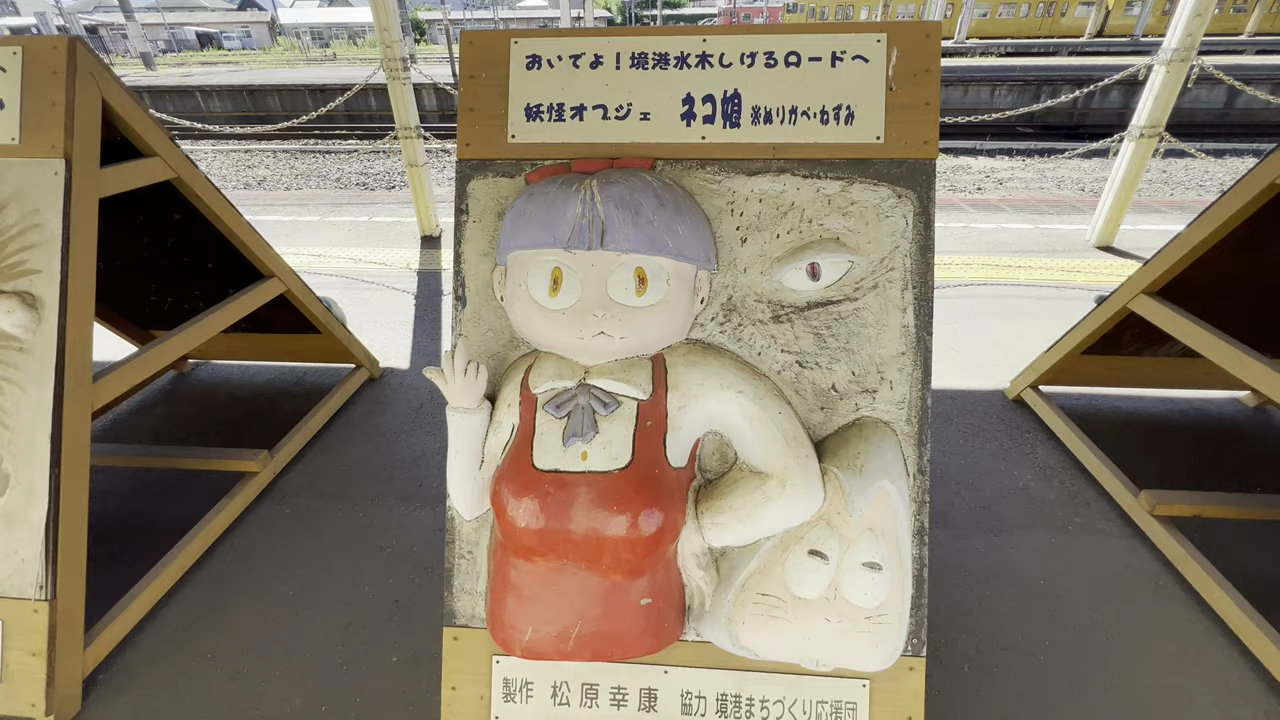 おいでよ！境港水木しげるロードへ
妖怪オブジェ ネコ娘 ※ぬりかべ・ねずみ
製作 松原幸康 協力 境港まちづくり応援団